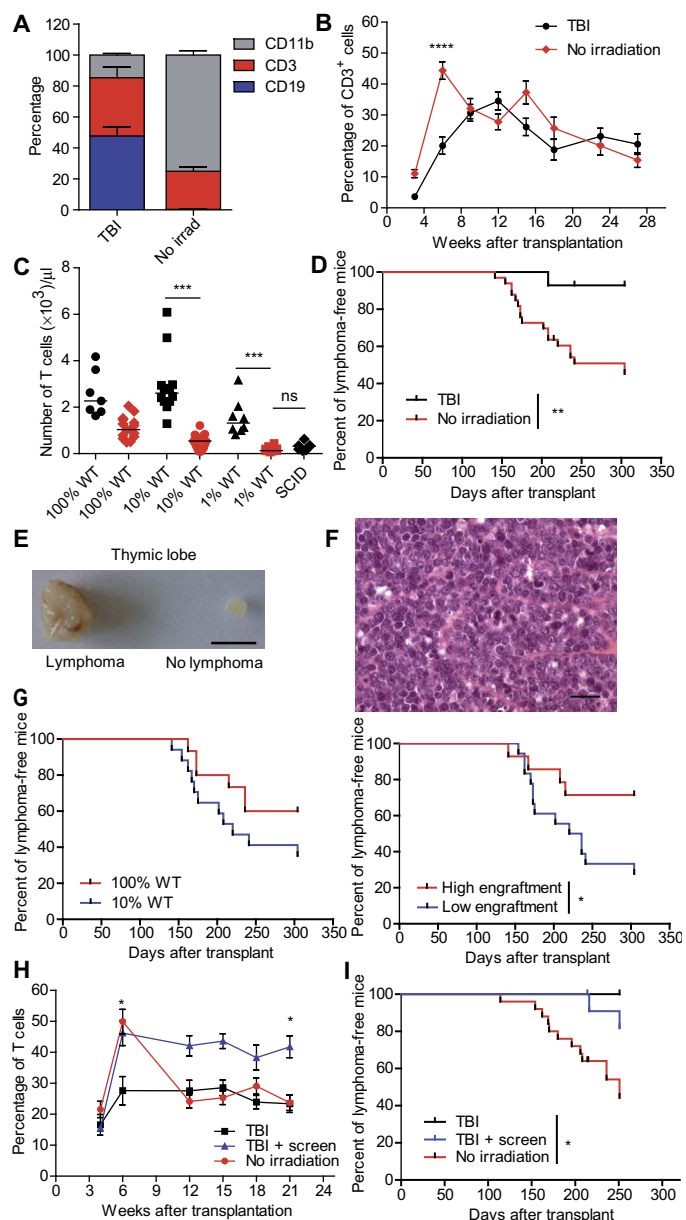 A
Percentage
100
80
60
40
20
0
TBI
No irrad
CD11b
CD3
CD19
B
Percentage of CD3+ cells
60
50
40
30
20
10
0
****
TBI
No irradiation
0 4 8 12 16 20 24 28
Weeks after transplantation
C
Number of T cells (×10³)/µl
8
6
4
2
0
***
***
ns
100% WT
100% WT
10% WT
10% WT
1% WT
1% WT
SCID
D
Percent of lymphoma-free mice
100
80
60
40
20
0
TBI
No irradiation
**
0 50 100 150 200 250 300 350
Days after transplant
E
Thymic lobe
Lymphoma
No lymphoma
F
G
Percent of lymphoma-free mice
100
80
60
40
20
0
100% WT
10% WT
0 50 100 150 200 250 300 350
Days after transplant
Percent of lymphoma-free mice
100
80
60
40
20
0
High engraftment
Low engraftment
*
0 50 100 150 200 250 300 350
Days after transplant
H
Percentage of T cells
60
50
40
30
20
10
0
*
*
TBI
TBI + screen
No irradiation
0 3 6 9 12 15 18 21 24
Weeks after transplantation
I
Percent of lymphoma-free mice
100
80
60
40
20
0
TBI
TBI + screen
No irradiation
*
0 50 100 150 200 250 300
Days after transplant